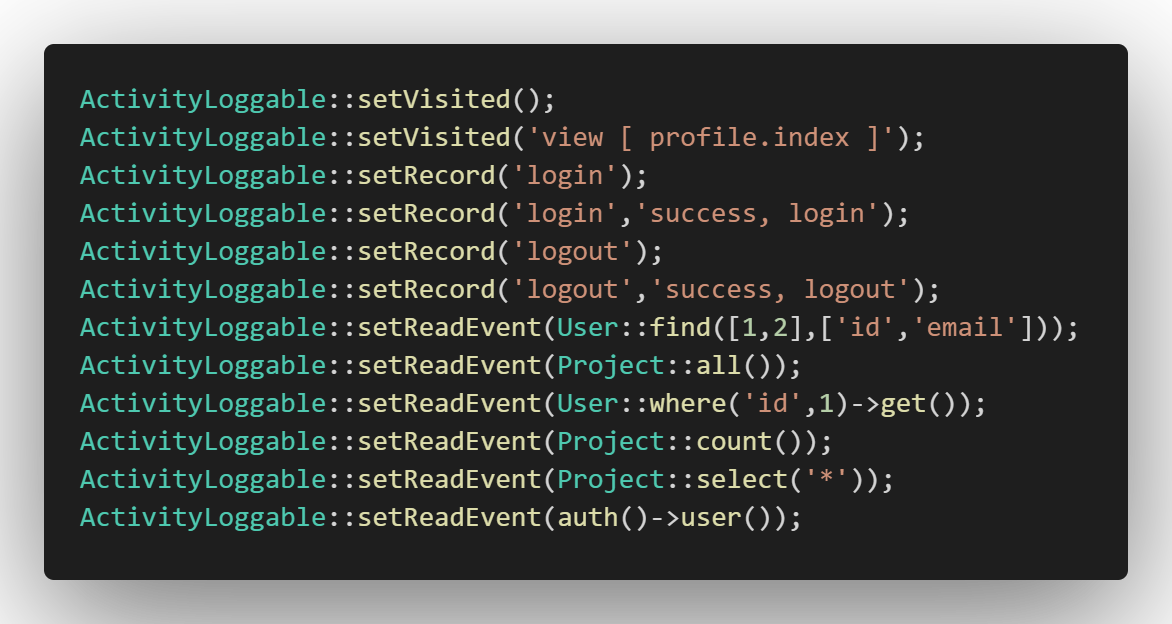 ActivityLoggable::setVisited();
ActivityLoggable::setVisited('view [ profile.index ]');
ActivityLoggable::setRecord('login');
ActivityLoggable::setRecord('login','success, login');
ActivityLoggable::setRecord('logout');
ActivityLoggable::setRecord('logout','success, logout');
ActivityLoggable::setReadEvent(User::find([1,2],['id','email']));
ActivityLoggable::setReadEvent(Project::all());
ActivityLoggable::setReadEvent(User::where('id',1)->get());
ActivityLoggable::setReadEvent(Project::count());
ActivityLoggable::setReadEvent(Project::select('*'));
ActivityLoggable::setReadEvent(auth()->user());